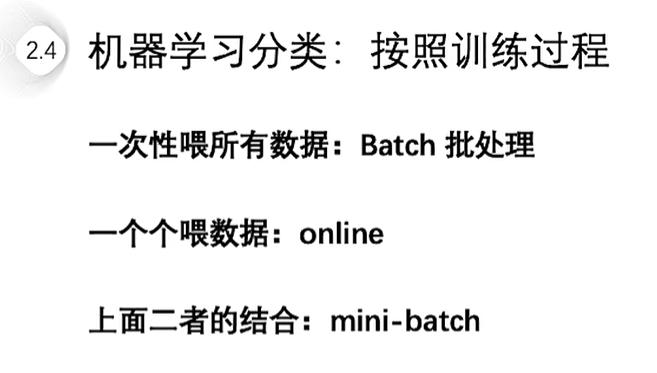 2.4 机器学习分类：按照训练过程
一次性喂所有数据：Batch 批处理
一个个喂数据：online
上面二者的结合：mini-batch